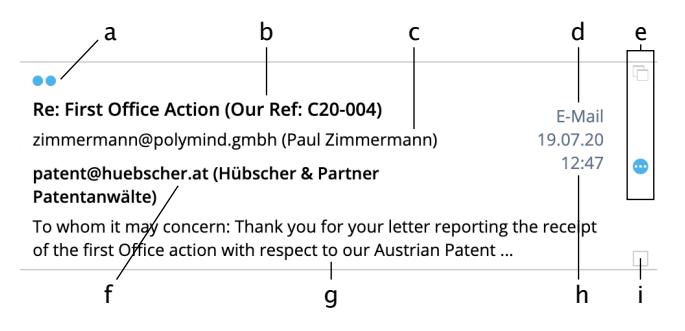 a b c d e
Re: First Office Action (Our Ref: C20-004)
E-Mail
zimmermann@polymind.gmbh (Paul Zimmermann)
19.07.20
patent@huebscher.at (Hübscher & Partner
12:47
Patentanwälte)
To whom it may concern: Thank you for your letter reporting the receipt
of the first Office action with respect to our Austrian Patent ...
f g h i